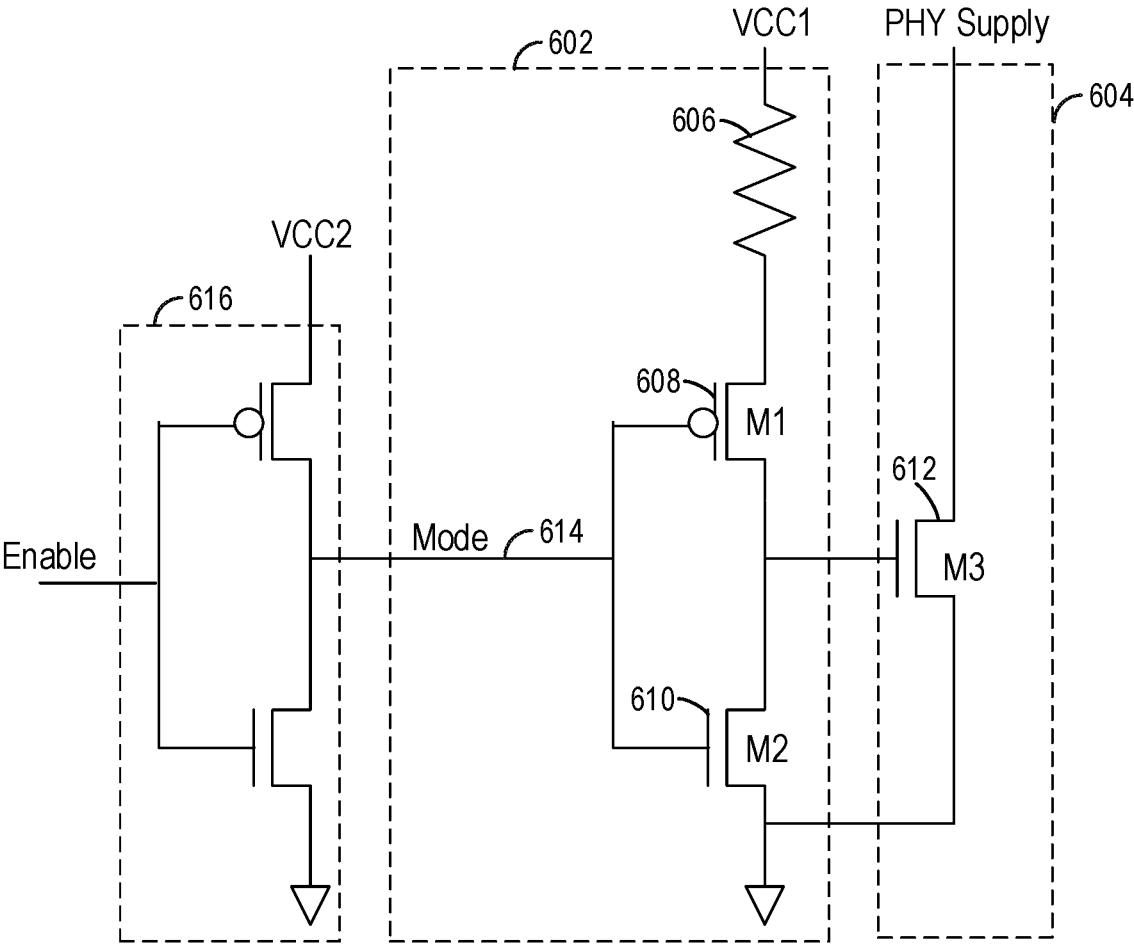 VCC1
PHY Supply
602
604
606
VCC2
616
608
M1
612
Mode
614
Enable
M3
610
M2